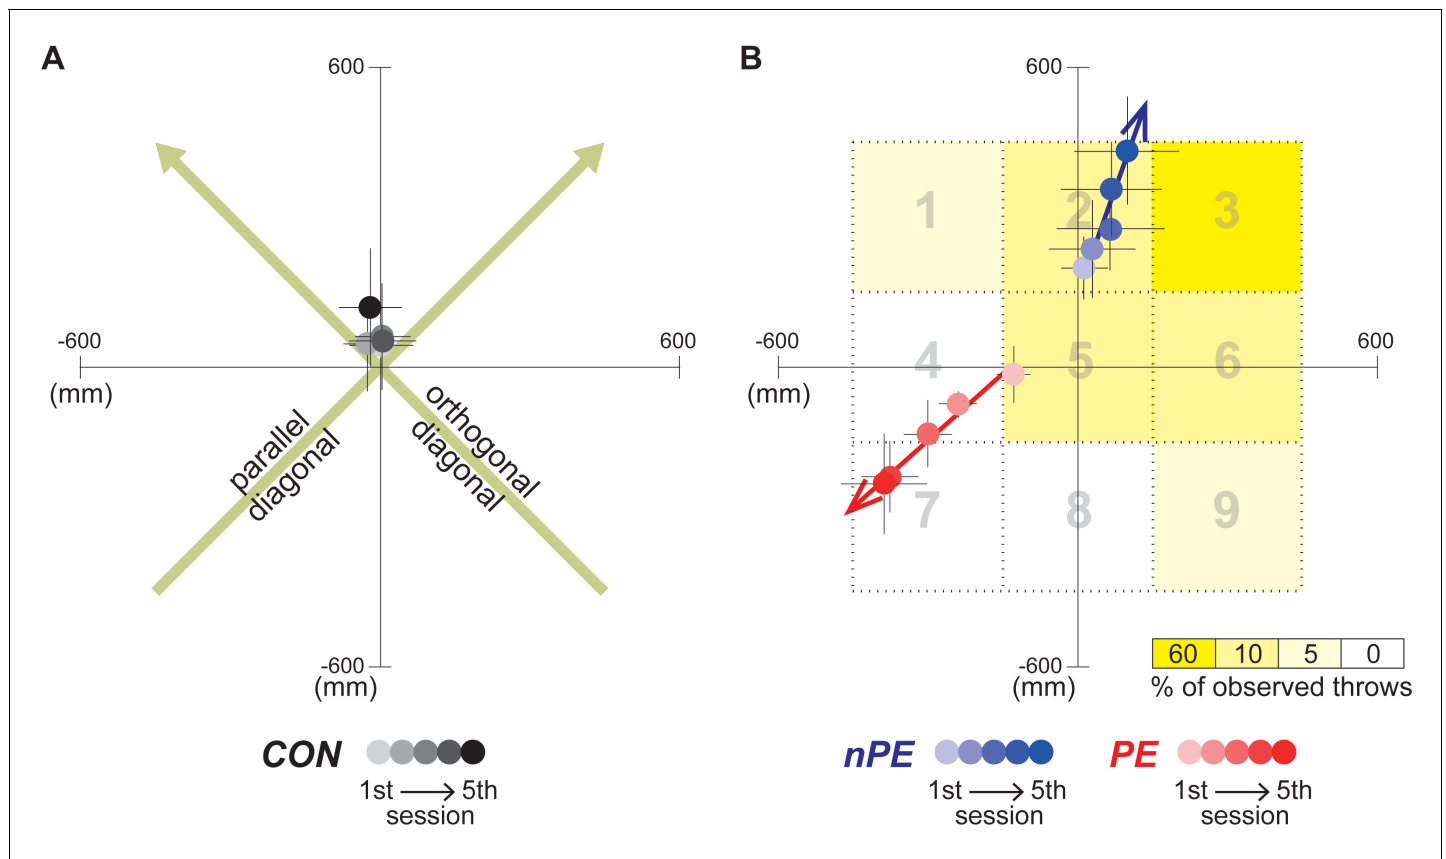 A
600
-600
600
(mm)
parallel
diagonal
orthogonal
diagonal
-600
(mm)
CON
1st → 5th
session
B
600
1
2
3
-600
600
(mm)
4
5
6
7
8
9
-600
(mm)
60 10 5 0
% of observed throws
nPE
1st → 5th
session
PE
1st → 5th
session